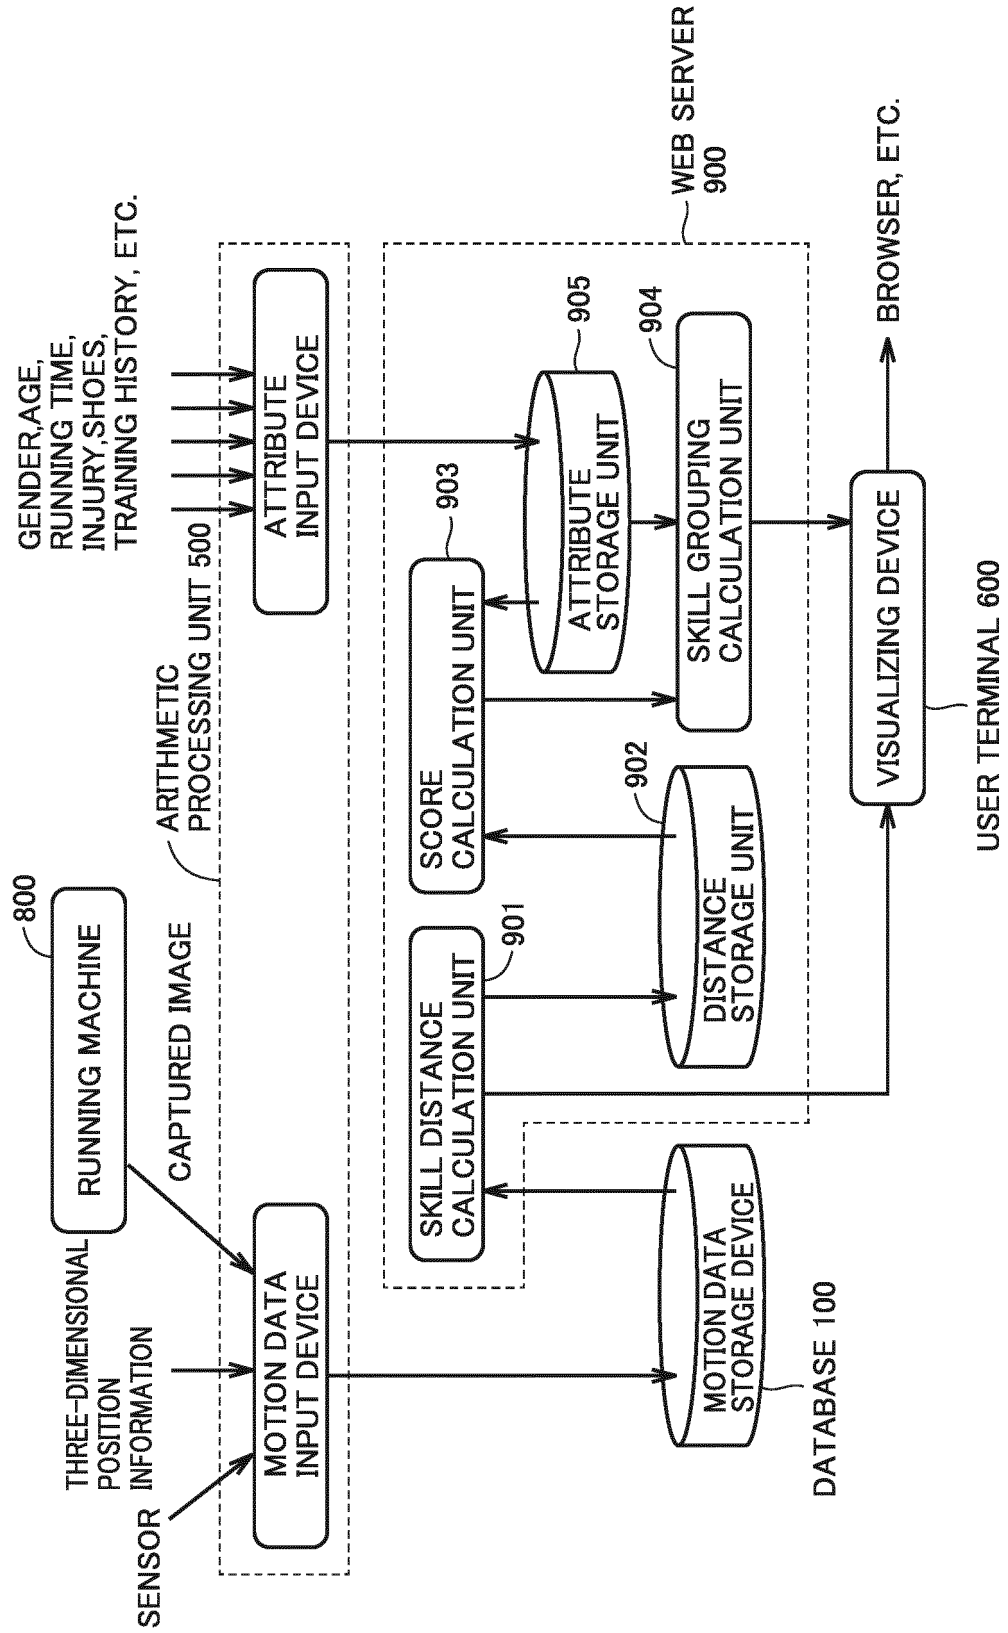 SENSOR
THREE-DIMENSIONAL
POSITION
INFORMATION
RUNNING MACHINE
800
CAPTURED IMAGE
ARITHMETIC
PROCESSING UNIT 500
GENDER,AGE,
RUNNING TIME,
INJURY,SHOES,
TRAINING HISTORY, ETC.
MOTION DATA
INPUT DEVICE
ATTRIBUTE
INPUT DEVICE
SKILL DISTANCE
CALCULATION UNIT
901
SCORE
CALCULATION UNIT
903
ATTRIBUTE
STORAGE UNIT
905
WEB SERVER
900
MOTION DATA
STORAGE DEVICE
DATABASE 100
DISTANCE
STORAGE UNIT
902
SKILL GROUPING
CALCULATION UNIT
904
VISUALIZING DEVICE
USER TERMINAL 600
BROWSER, ETC.